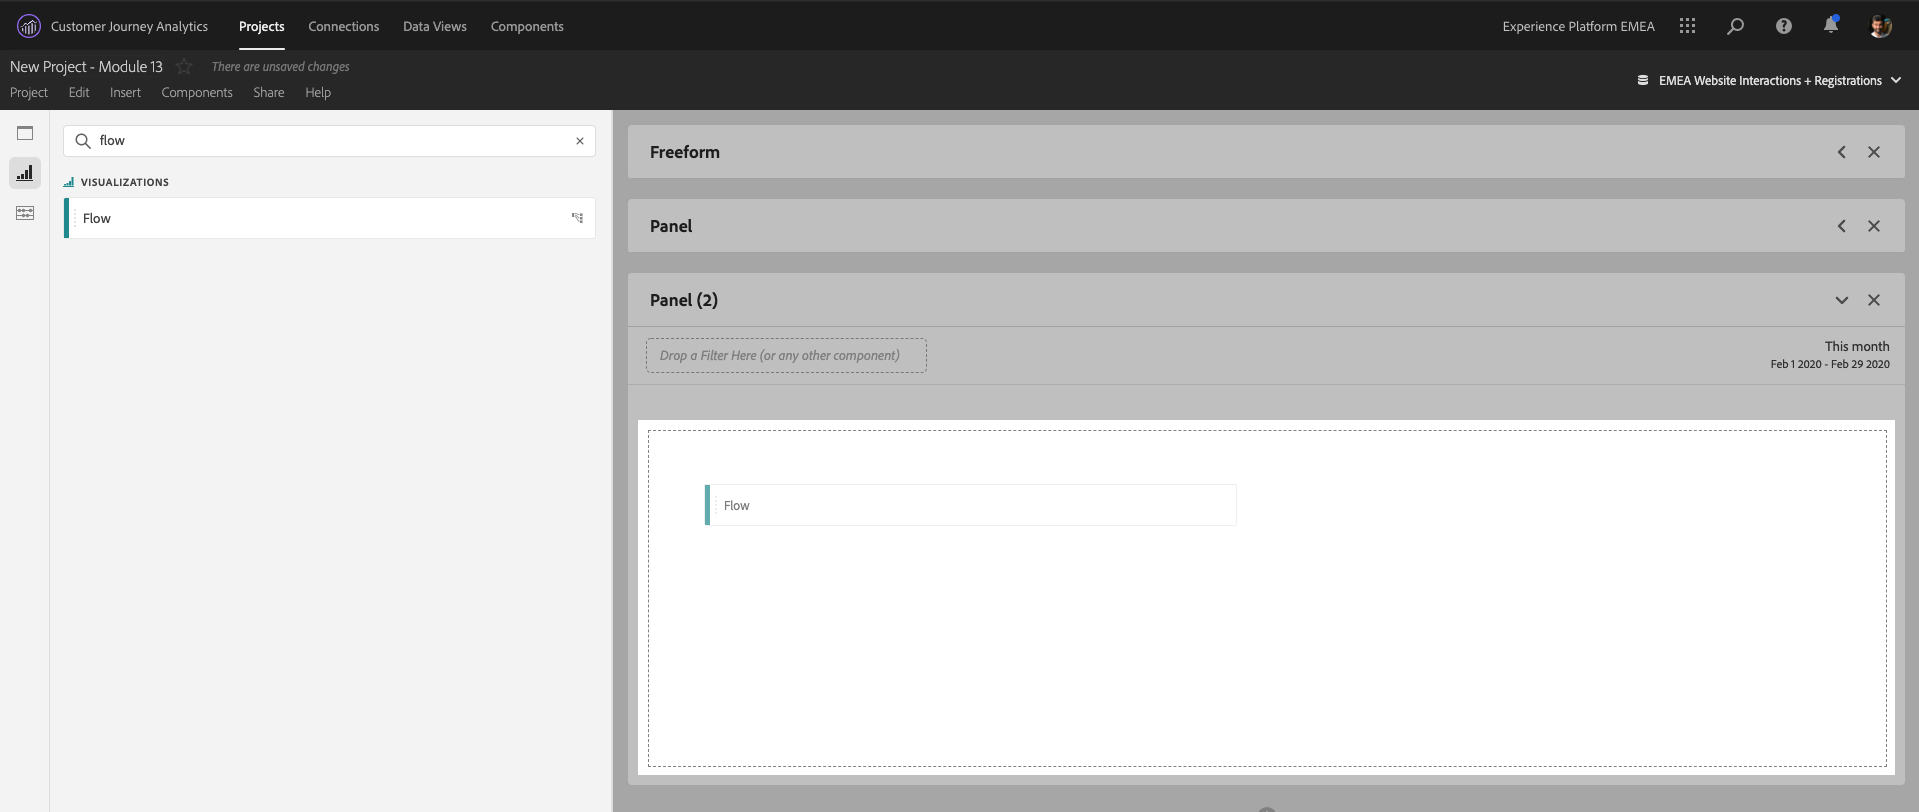 Customer Journey Analytics Projects Connections Data Views Components Experience Platform EMEA
New Project - Module 13 There are unsaved changes
EMEA Website Interactions + Registrations
Project Edit Insert Components Share Help
flow
VISUALIZATIONS
Flow
Freeform
Panel
Panel (2)
Drop a Filter Here (or any other component)
This month
Feb 1 2020 - Feb 29 2020
Flow